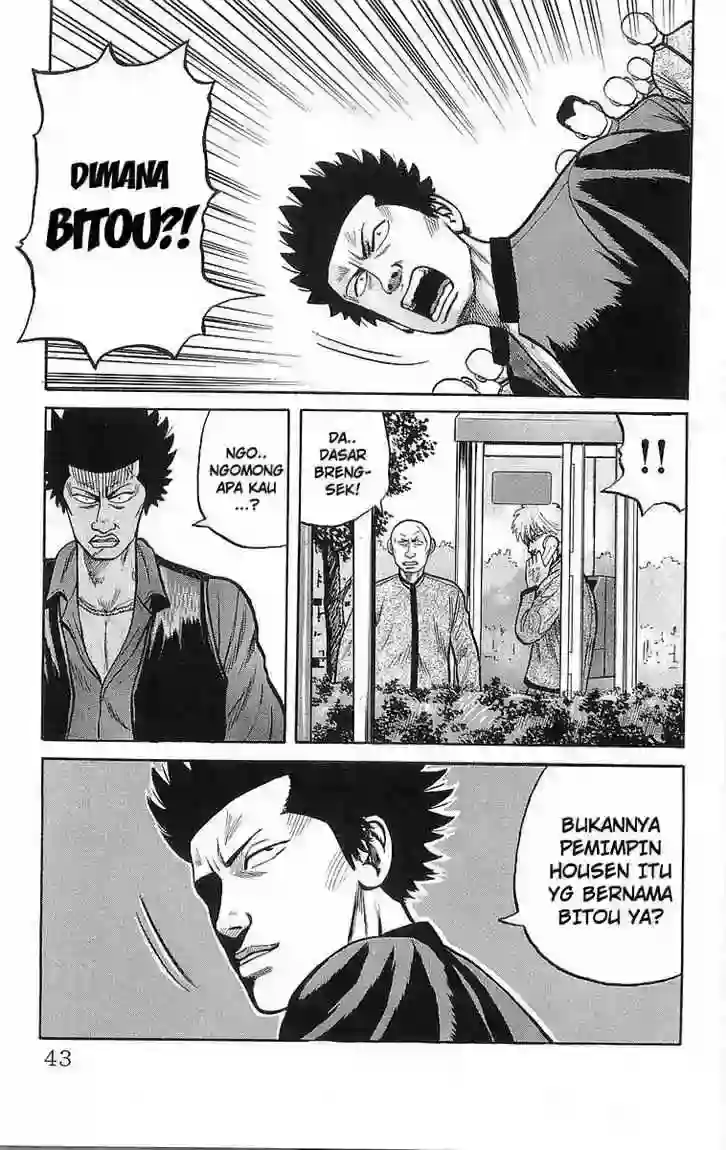 DIMANA
BITOU?!
!!
DA..
DASAR
BRENG-
SEK!
NGO..
NGOMONG
APA KAU
...?
BUKANNYA
PEMIMPIN
HOUSEN ITU
YG BERNAMA
BITOU YA?
43